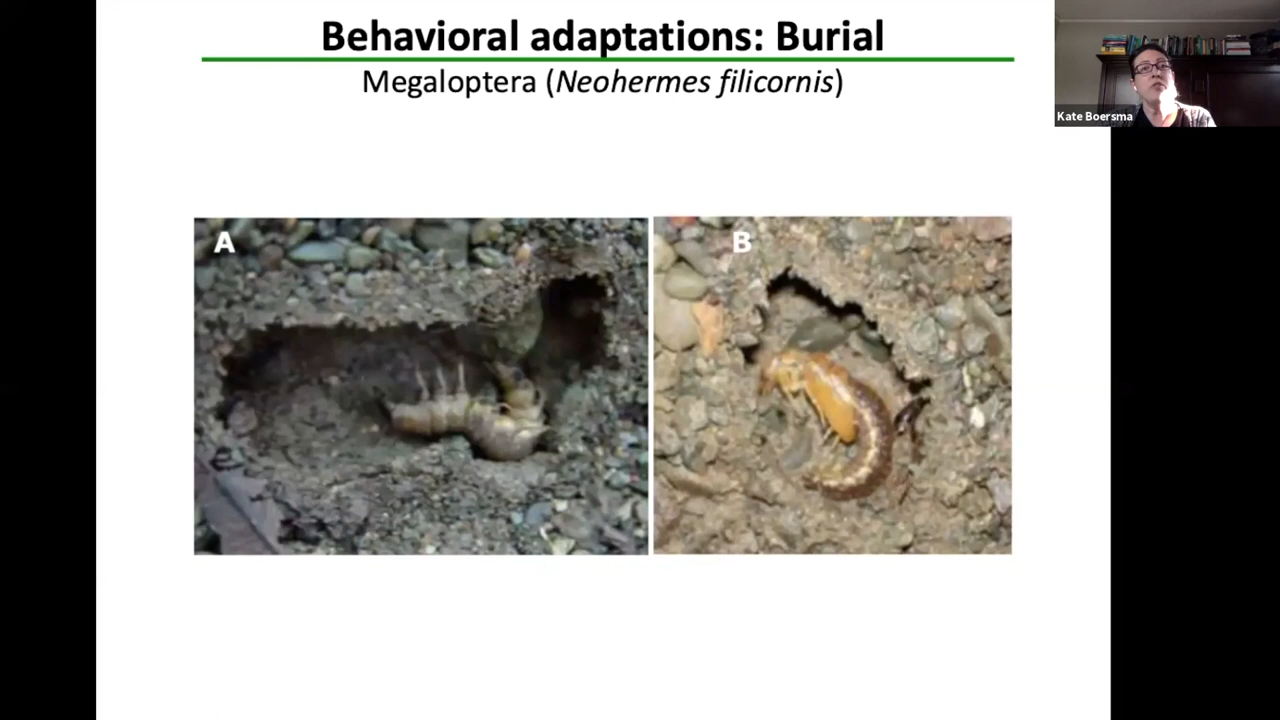 Behavioral adaptations: Burial
Megaloptera (Neohermes filicornis)
Kate Boersma
A
B